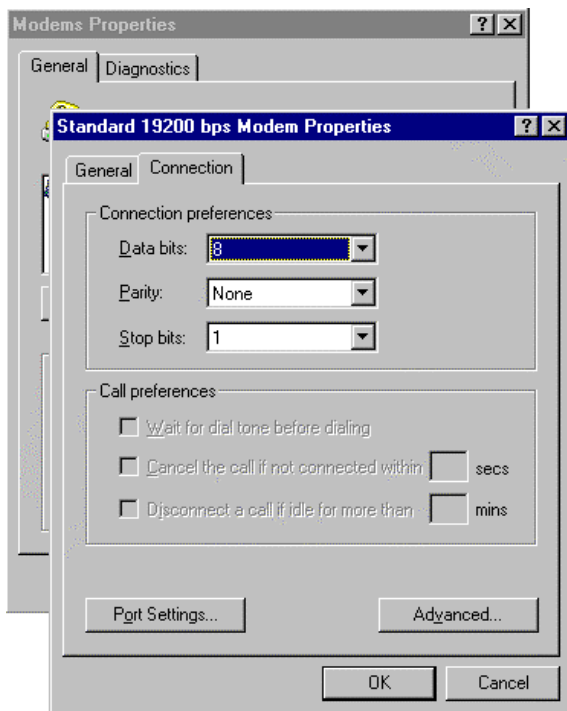 Modems Properties
General Diagnostics
Standard 19200 bps Modem Properties
General Connection
Connection preferences
Data bits: 8
Parity: None
Stop bits: 1
Call preferences
Wait for dial tone before dialing
Cancel the call if not connected within secs
Disconnect a call if idle for more than mins
Port Settings... Advanced...
OK Cancel